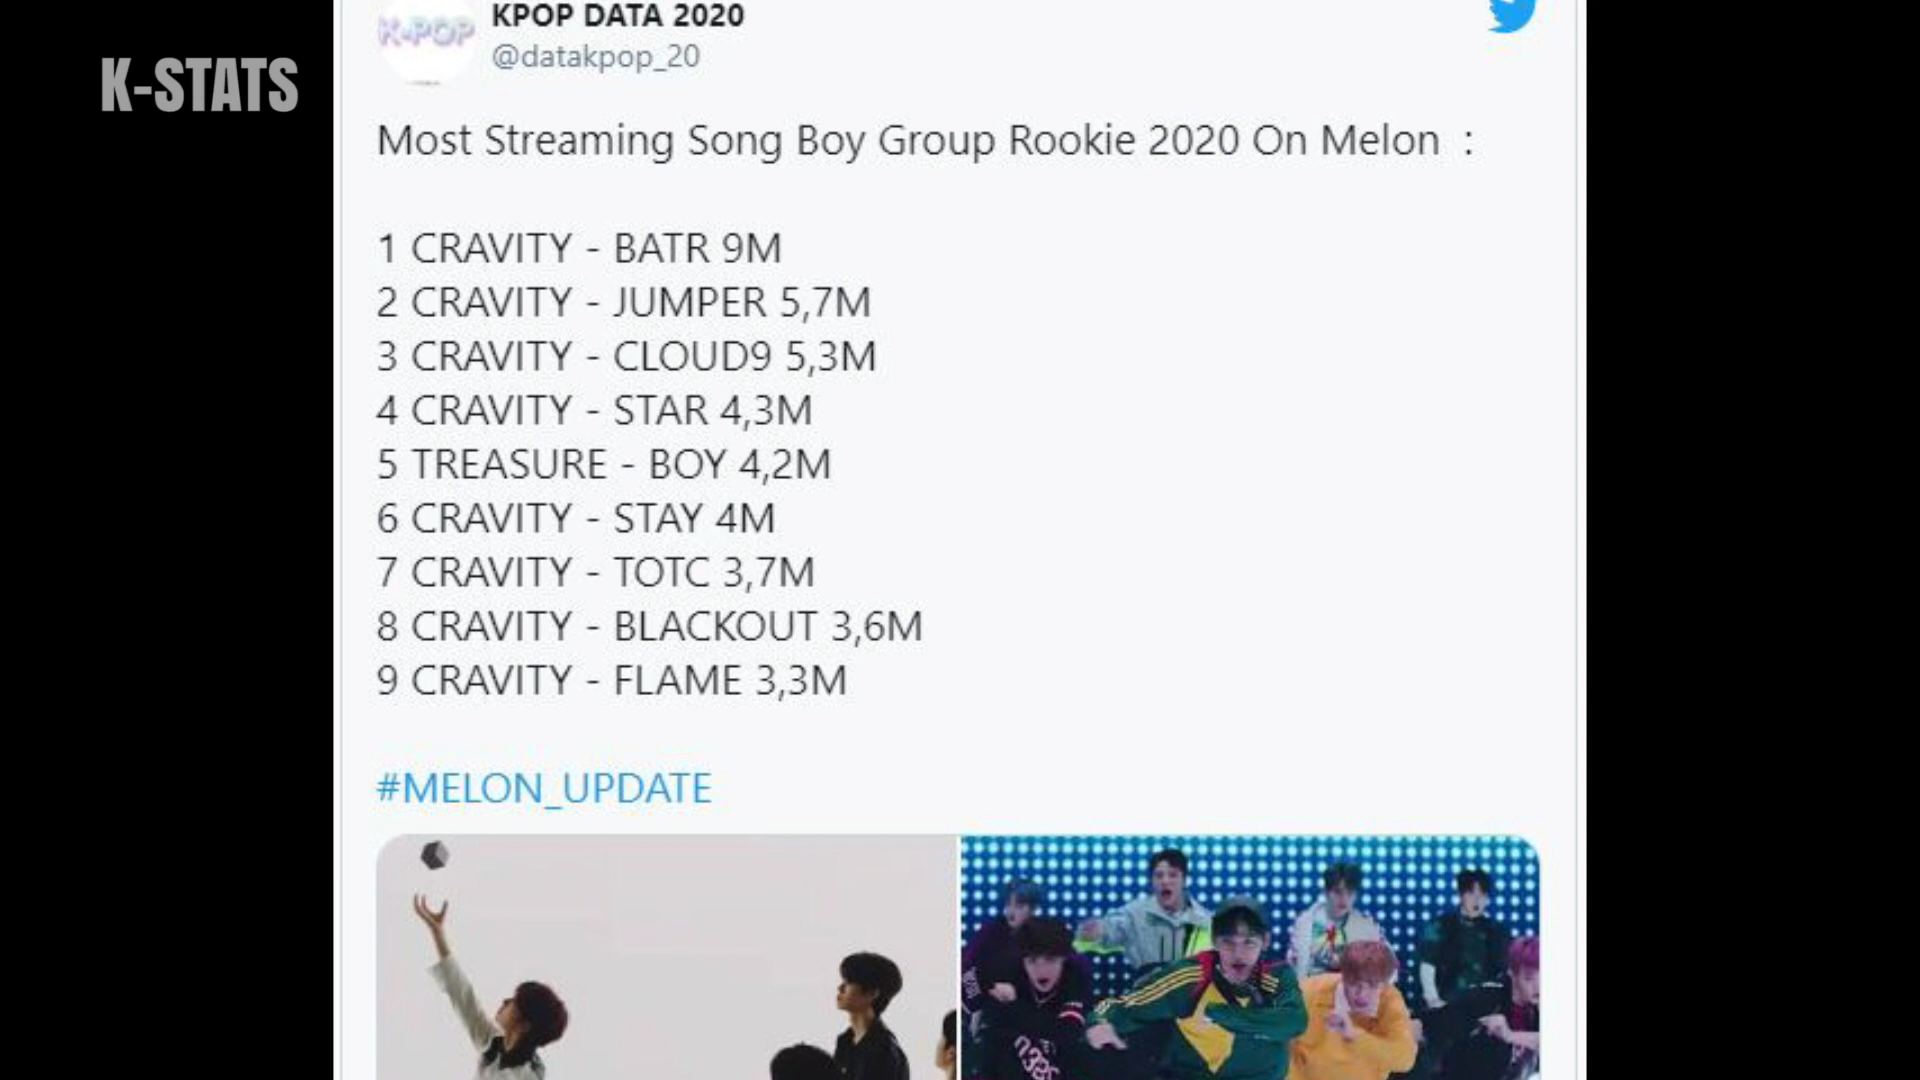 K-STATS
K-POP
KPOP DATA 2020
@datakpop_20
Most Streaming Song Boy Group Rookie 2020 On Melon :
1 CRAVITY - BATR 9M
2 CRAVITY - JUMPER 5,7M
3 CRAVITY - CLOUD9 5,3M
4 CRAVITY - STAR 4,3M
5 TREASURE - BOY 4,2M
6 CRAVITY - STAY 4M
7 CRAVITY - TOTC 3,7M
8 CRAVITY - BLACKOUT 3,6M
9 CRAVITY - FLAME 3,3M
#MELON_UPDATE